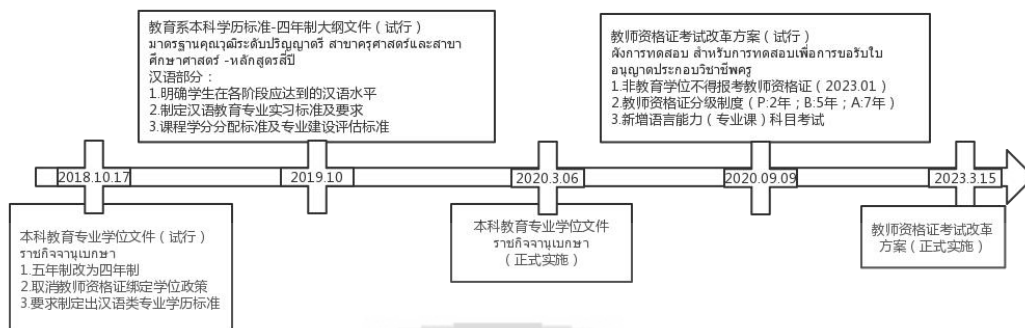 教育系本科学历标准-四年制大纲文件（试行）
มาตรฐานคุณวุฒิระดับปริญญาตรี สาขาครุศาสตร์และสาขา
ศึกษาศาสตร์ -หลักสูตรสี่ปี
汉语部分：
1.明确学生在各阶段应达到的汉语水平
2.制定汉语教育专业实习标准及要求
3.课程学分分配标准及专业建设评估标准
教师资格证考试改革方案（试行）
ผังการทดสอบ สำหรับการทดสอบเพื่อการขอรับใบ
อนุญาตประกอบวิชาชีพครู
1.非教育学位不得报考教师资格证（2023.01）
2.教师资格证分级制度（P:2年；B:5年；A:7年）
3.新增语言能力（专业课）科目考试
2018.10.17
2019.10
2020.3.06
2020.09.09
2023.3.15
本科教育专业学位文件（试行）
ราชกิจจานุเบกษา
1.五年制改为四年制
2.取消教师资格证绑定学位政策
3.要求制定出汉语类专业学历标准
本科教育专业学位文件
ราชกิจจานุเบกษา
（正式实施）
教师资格证考试改革
方案（正式实施）